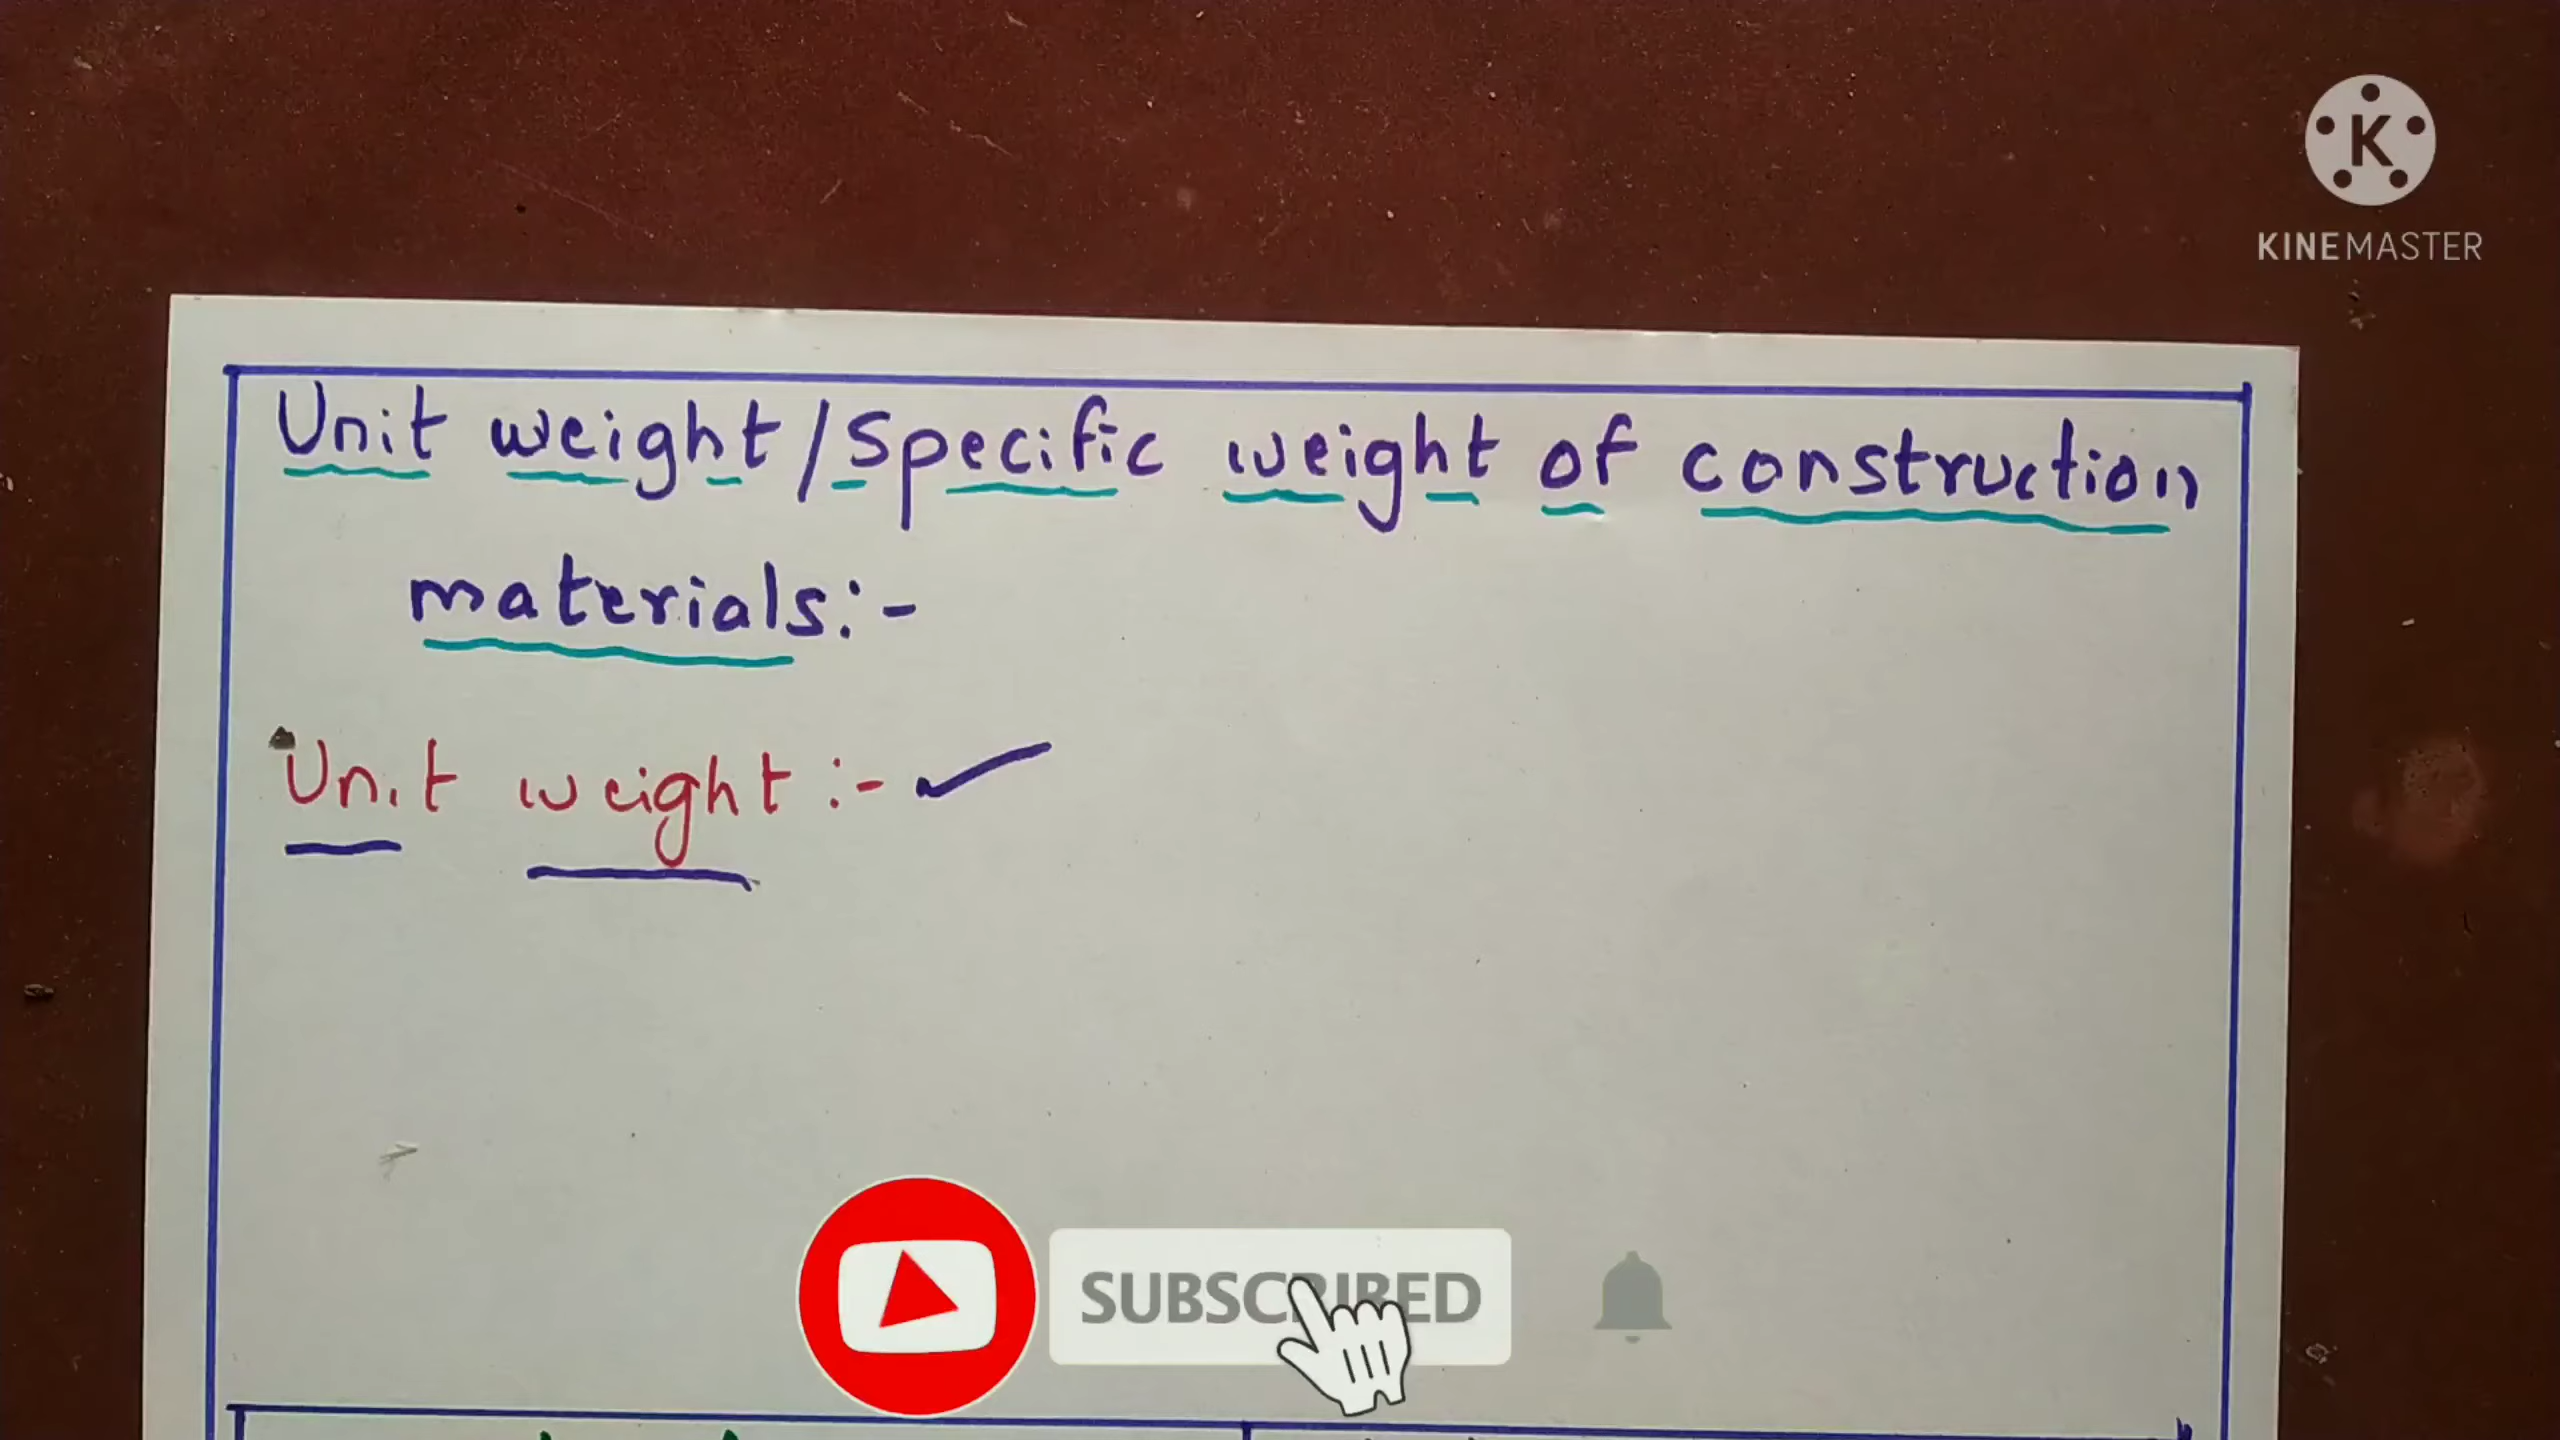 KINEMASTER
Unit weight/Specific weight of construction
materials:-
Unit weight:-
SUBSCRIBED